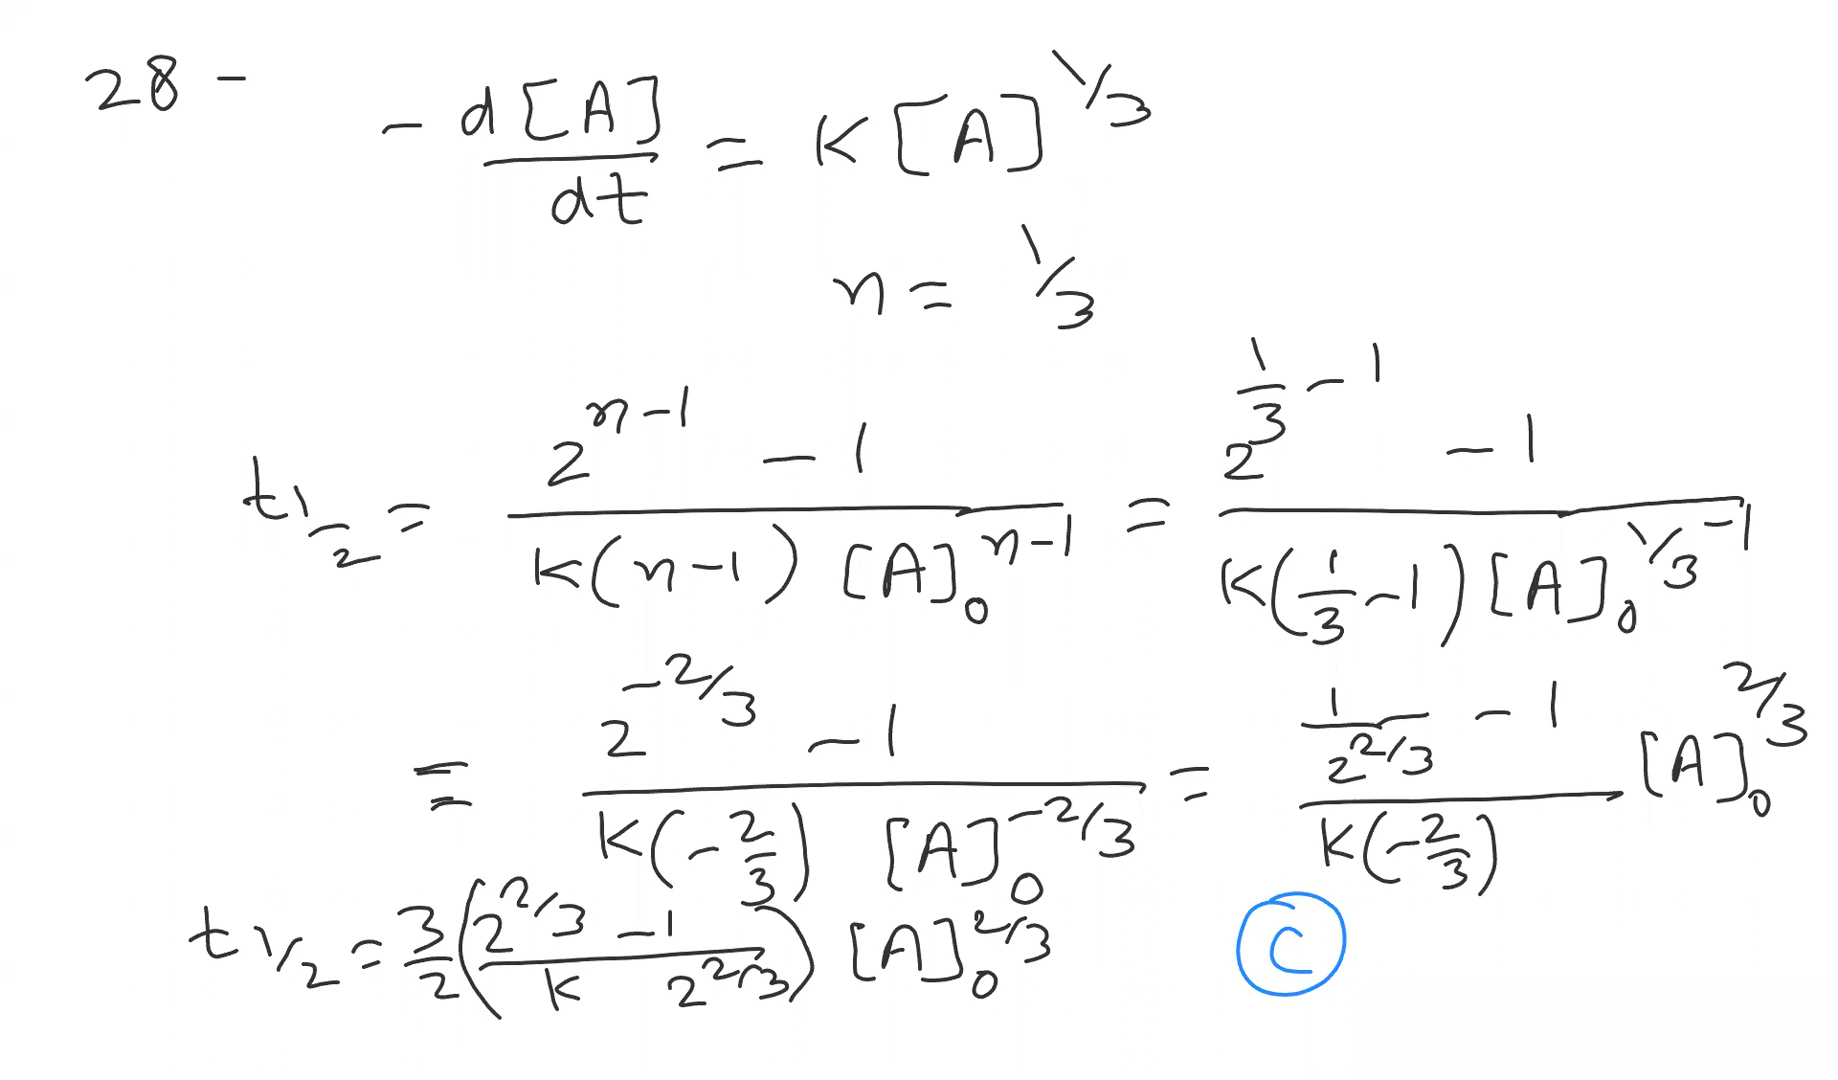 28 - -d[A]/dt = K[A]^1/3
n = 1/3
t1/2 = (2^(n-1) - 1)/(K(n-1) [A]₀^(n-1)) = (2^(1/3 - 1) - 1)/(K(1/3 - 1) [A]₀^(1/3 - 1))
= (2^(-2/3) - 1)/(K(-2/3) [A]₀^(-2/3)) = (1/2^(2/3) - 1)/(K(-2/3)) [A]₀^(2/3)
t1/2 = 3/2 ((2^(2/3) - 1)/(K 2^(2/3))) [A]₀^(2/3) C